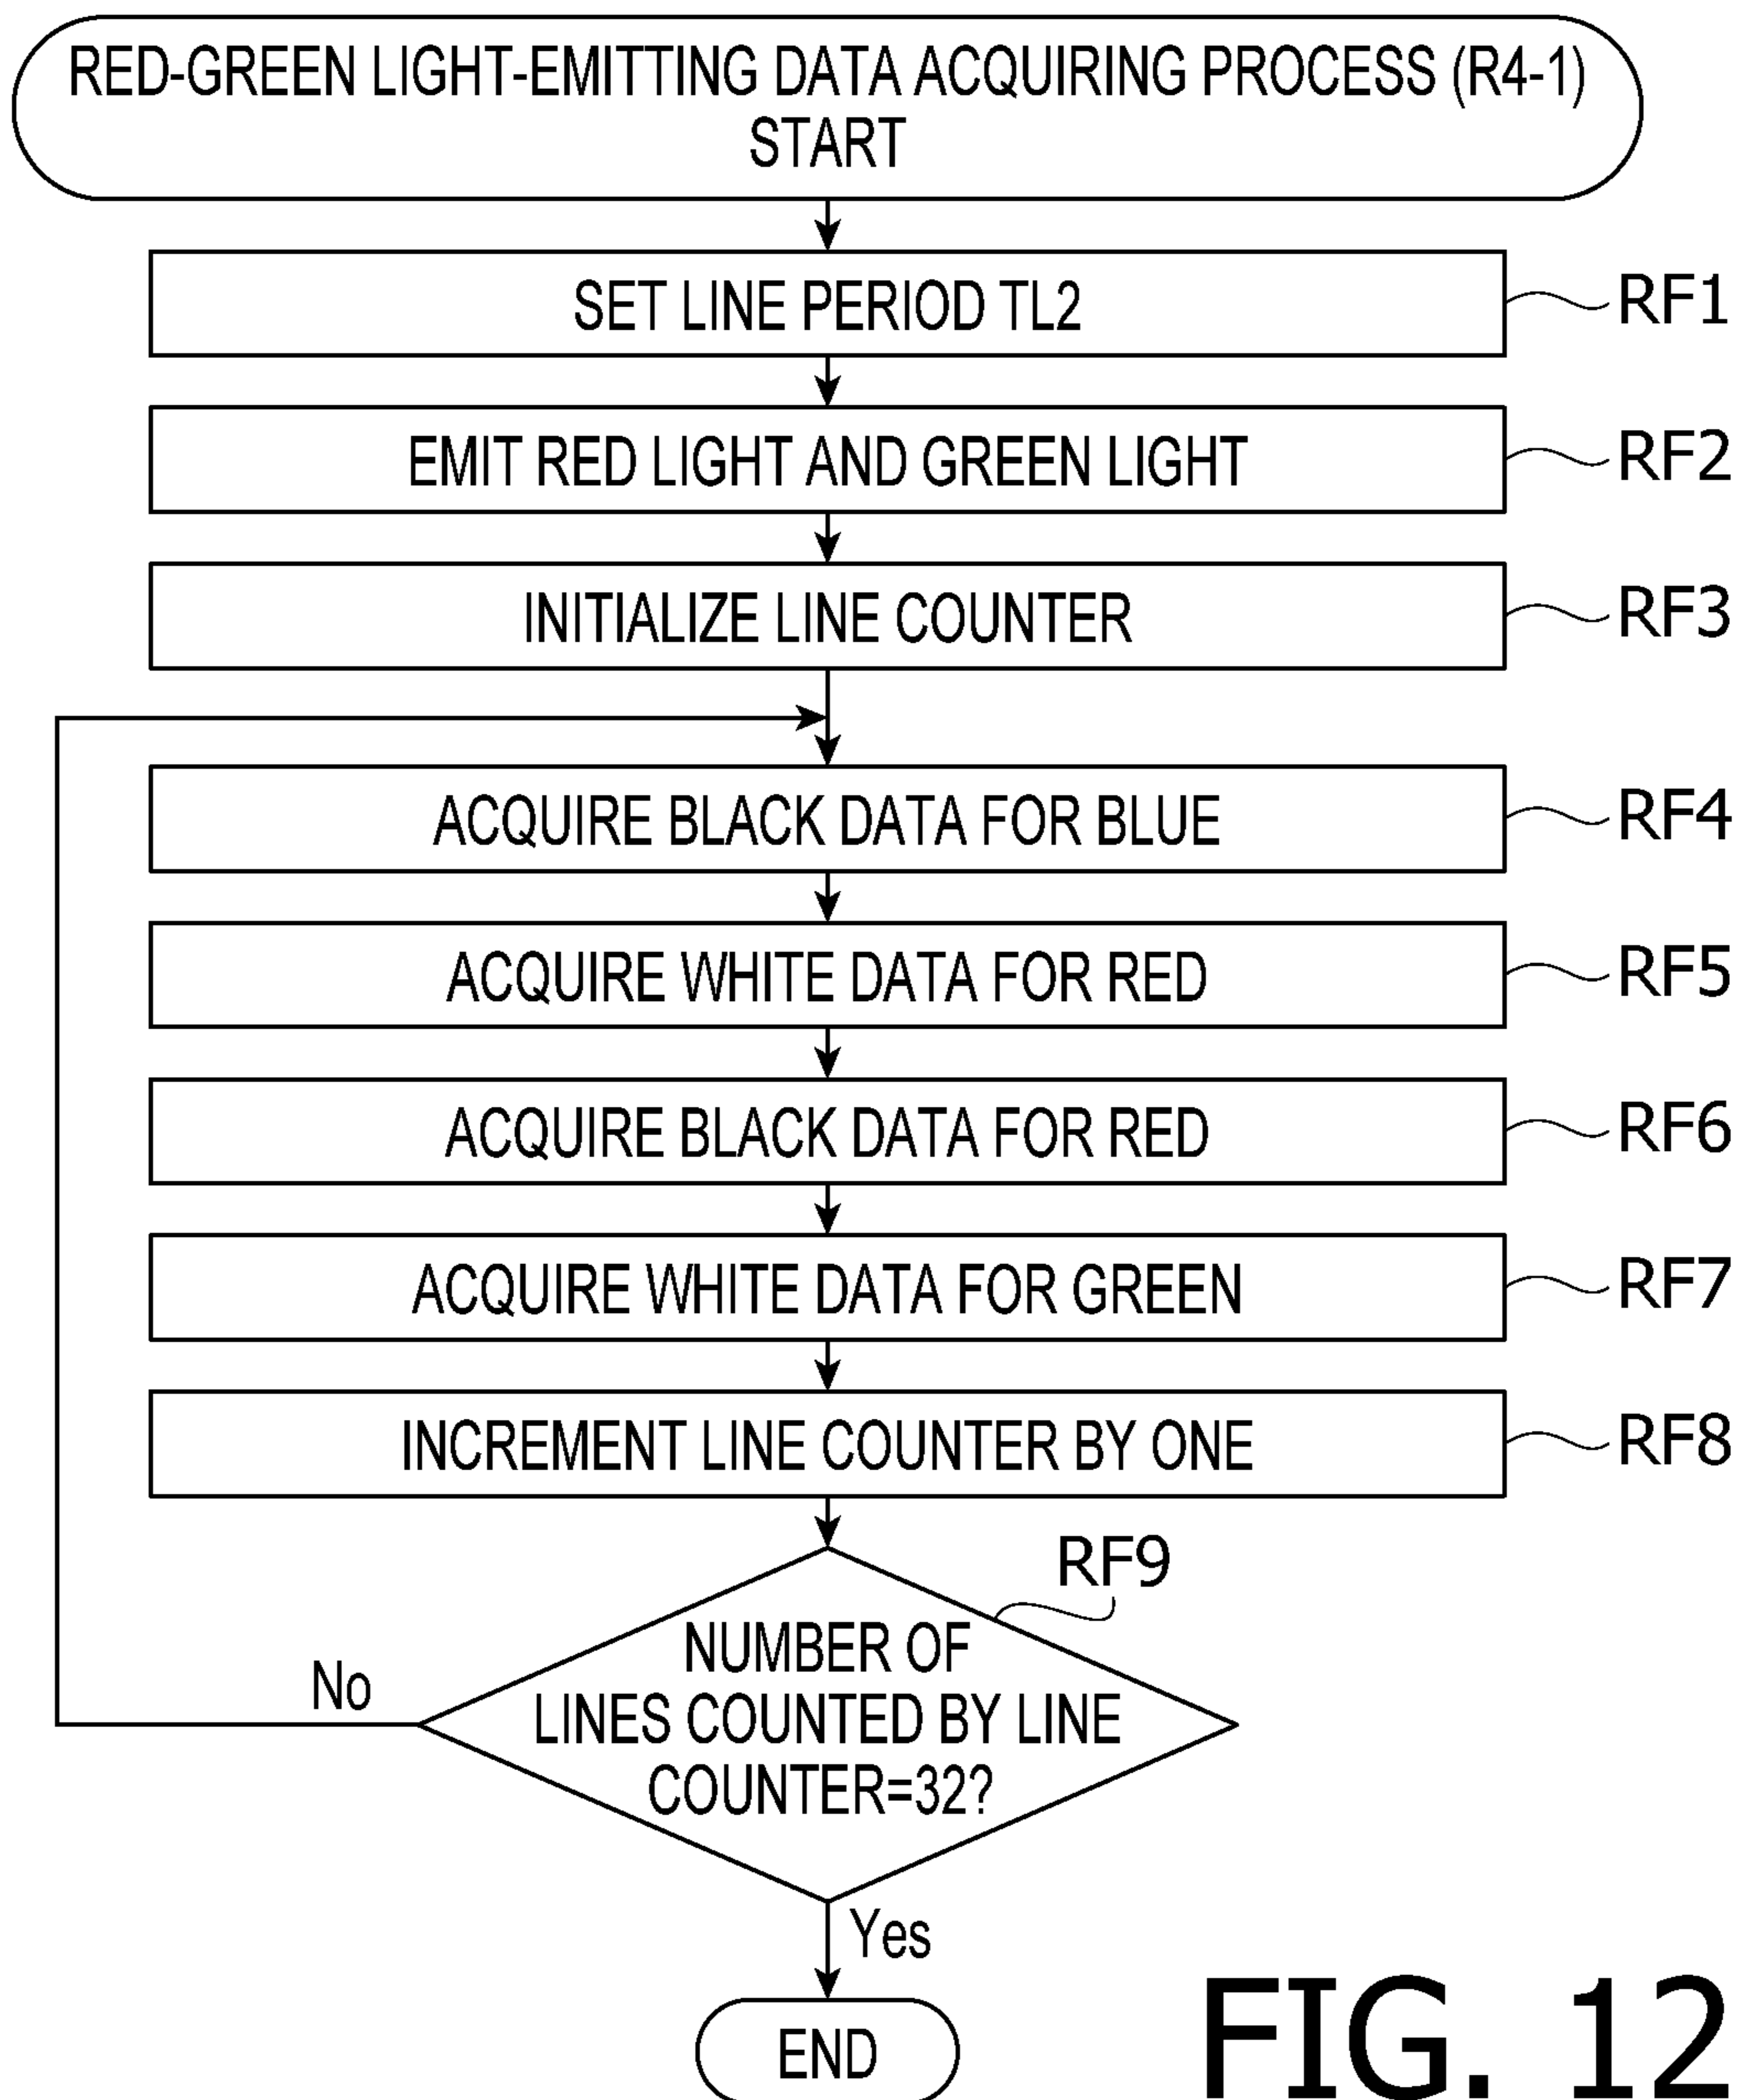 RED-GREEN LIGHT-EMITTING DATA ACQUIRING PROCESS (R4-1)
START
SET LINE PERIOD TL2
RF1
EMIT RED LIGHT AND GREEN LIGHT
RF2
INITIALIZE LINE COUNTER
RF3
ACQUIRE BLACK DATA FOR BLUE
RF4
ACQUIRE WHITE DATA FOR RED
RF5
ACQUIRE BLACK DATA FOR RED
RF6
ACQUIRE WHITE DATA FOR GREEN
RF7
INCREMENT LINE COUNTER BY ONE
RF8
RF9
NUMBER OF
LINES COUNTED BY LINE
COUNTER=32?
No
Yes
END
FIG. 12